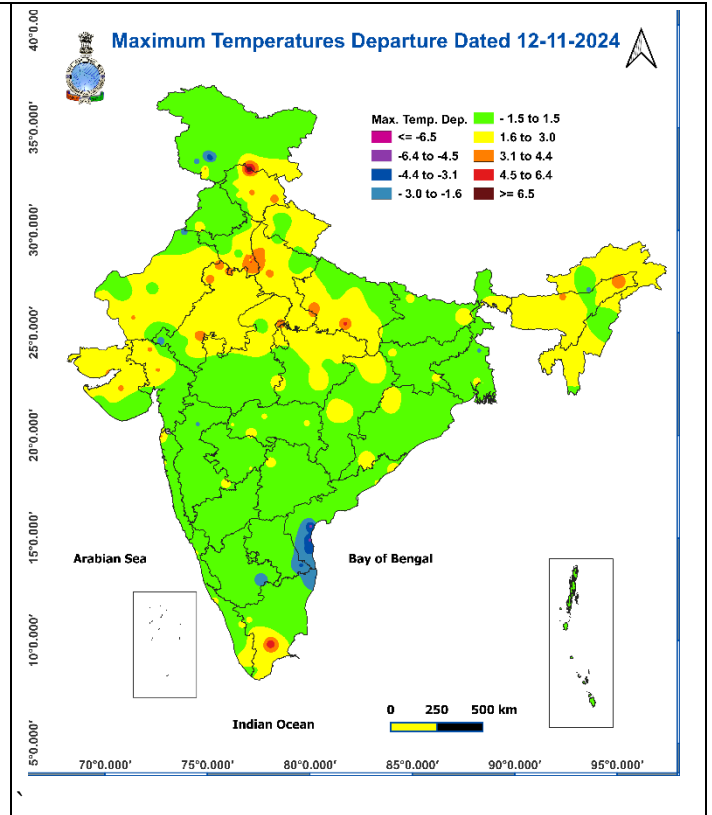 Maximum Temperatures Departure Dated 12-11-2024
Max. Temp. Dep.
<= -6.5
-6.4 to -4.5
-4.4 to -3.1
- 3.0 to -1.6
- 1.5 to 1.5
1.6 to 3.0
3.1 to 4.4
4.5 to 6.4
>= 6.5
40°0.000'
35°0.000'
30°0.000'
25°0.000'
20°0.000'
15°0.000'
10°0.000'
5°0.000'
Arabian Sea
Bay of Bengal
Indian Ocean
0 250 500 km
70°0.000' 75°0.000' 80°0.000' 85°0.000' 90°0.000' 95°0.000'
`